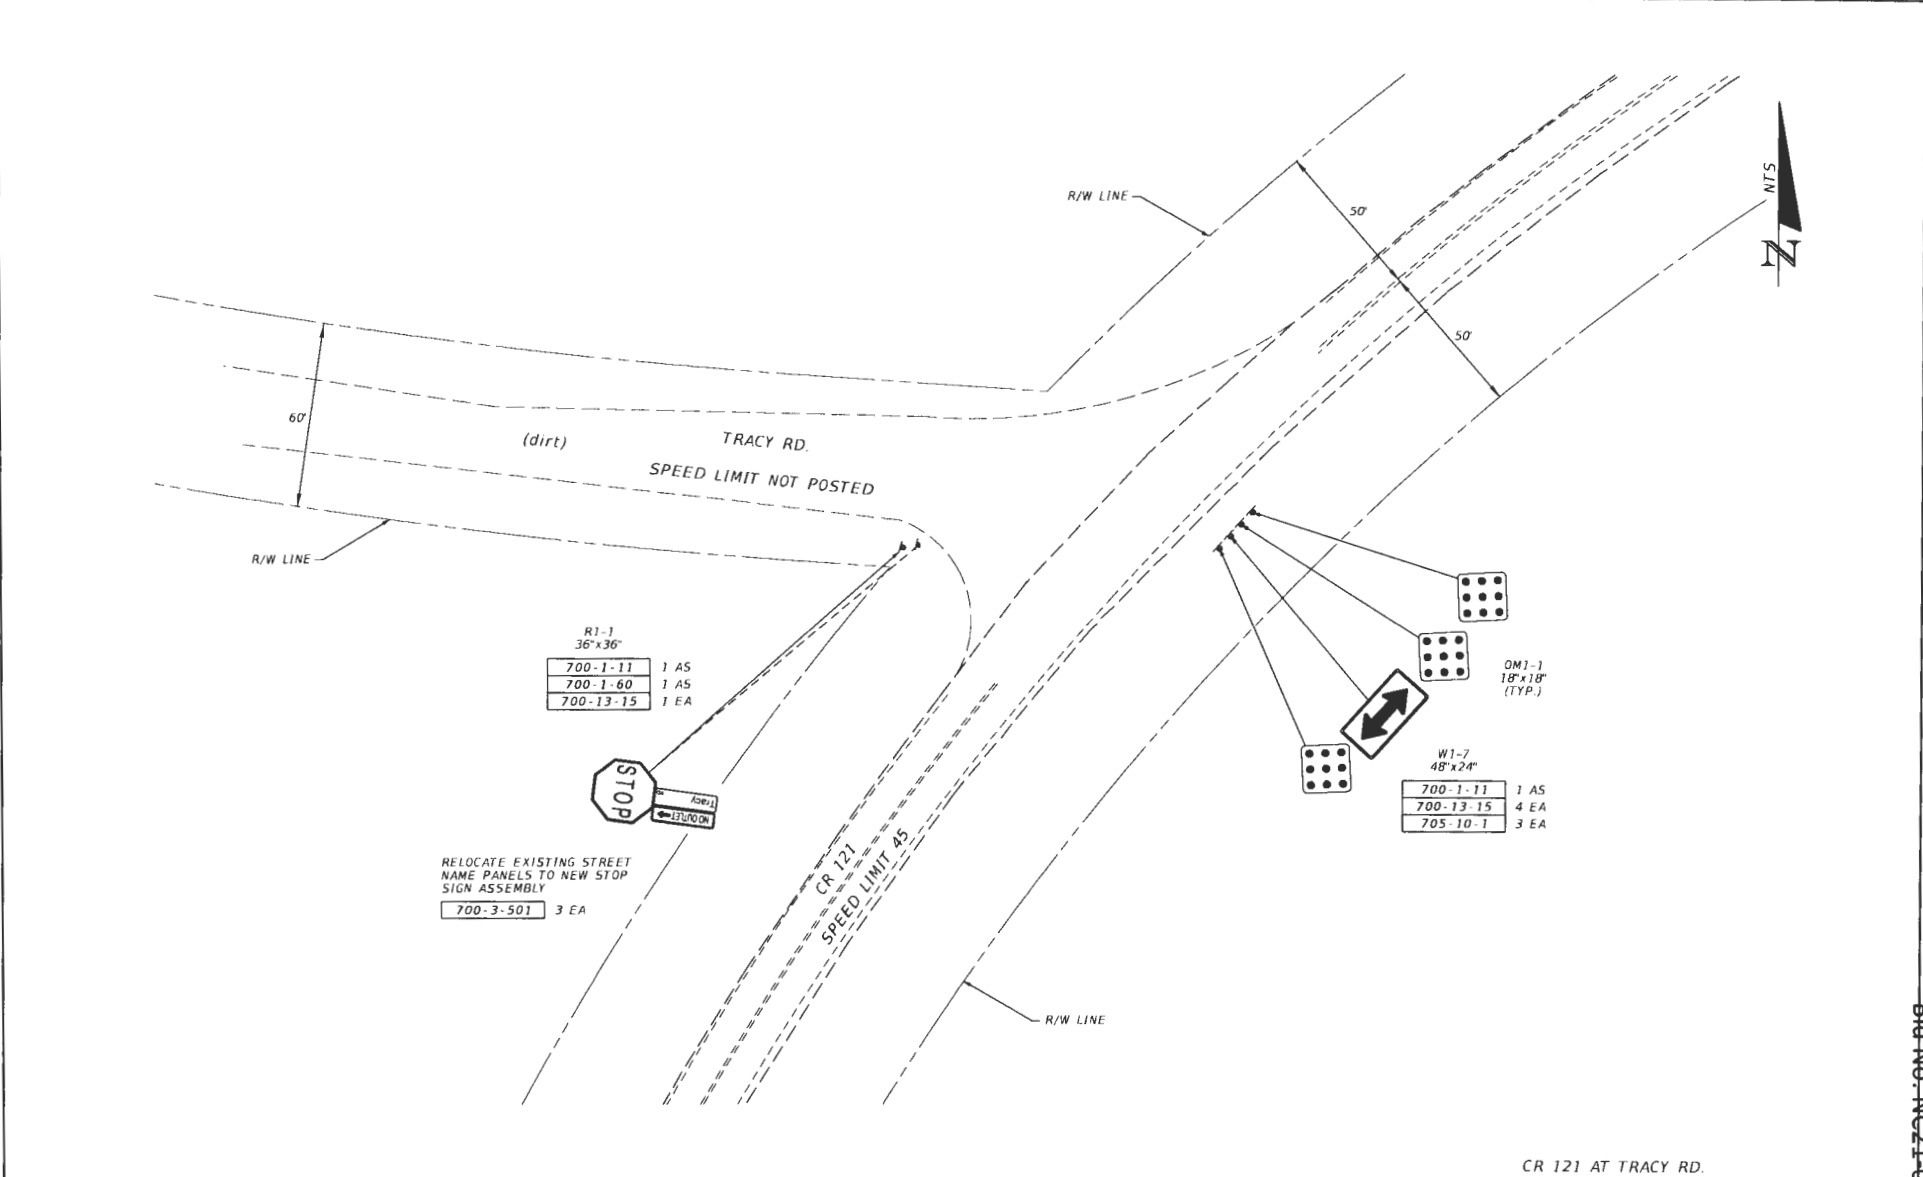 R/W LINE
50'
50'
NTS
N
60'
(dirt)
TRACY RD.
SPEED LIMIT NOT POSTED
R/W LINE
R1-1
36"x36"
700-1-11 1 AS
700-1-60 1 AS
700-13-15 1 EA
STOP
Tracy
NO OUTLET
RELOCATE EXISTING STREET
NAME PANELS TO NEW STOP
SIGN ASSEMBLY
700-3-501 3 EA
CR 121
SPEED LIMIT 45
OM1-1
18"x18"
(TYP.)
W1-7
48"x24"
700-1-11 1 AS
700-13-15 4 EA
705-10-1 3 EA
R/W LINE
CR 121 AT TRACY RD.